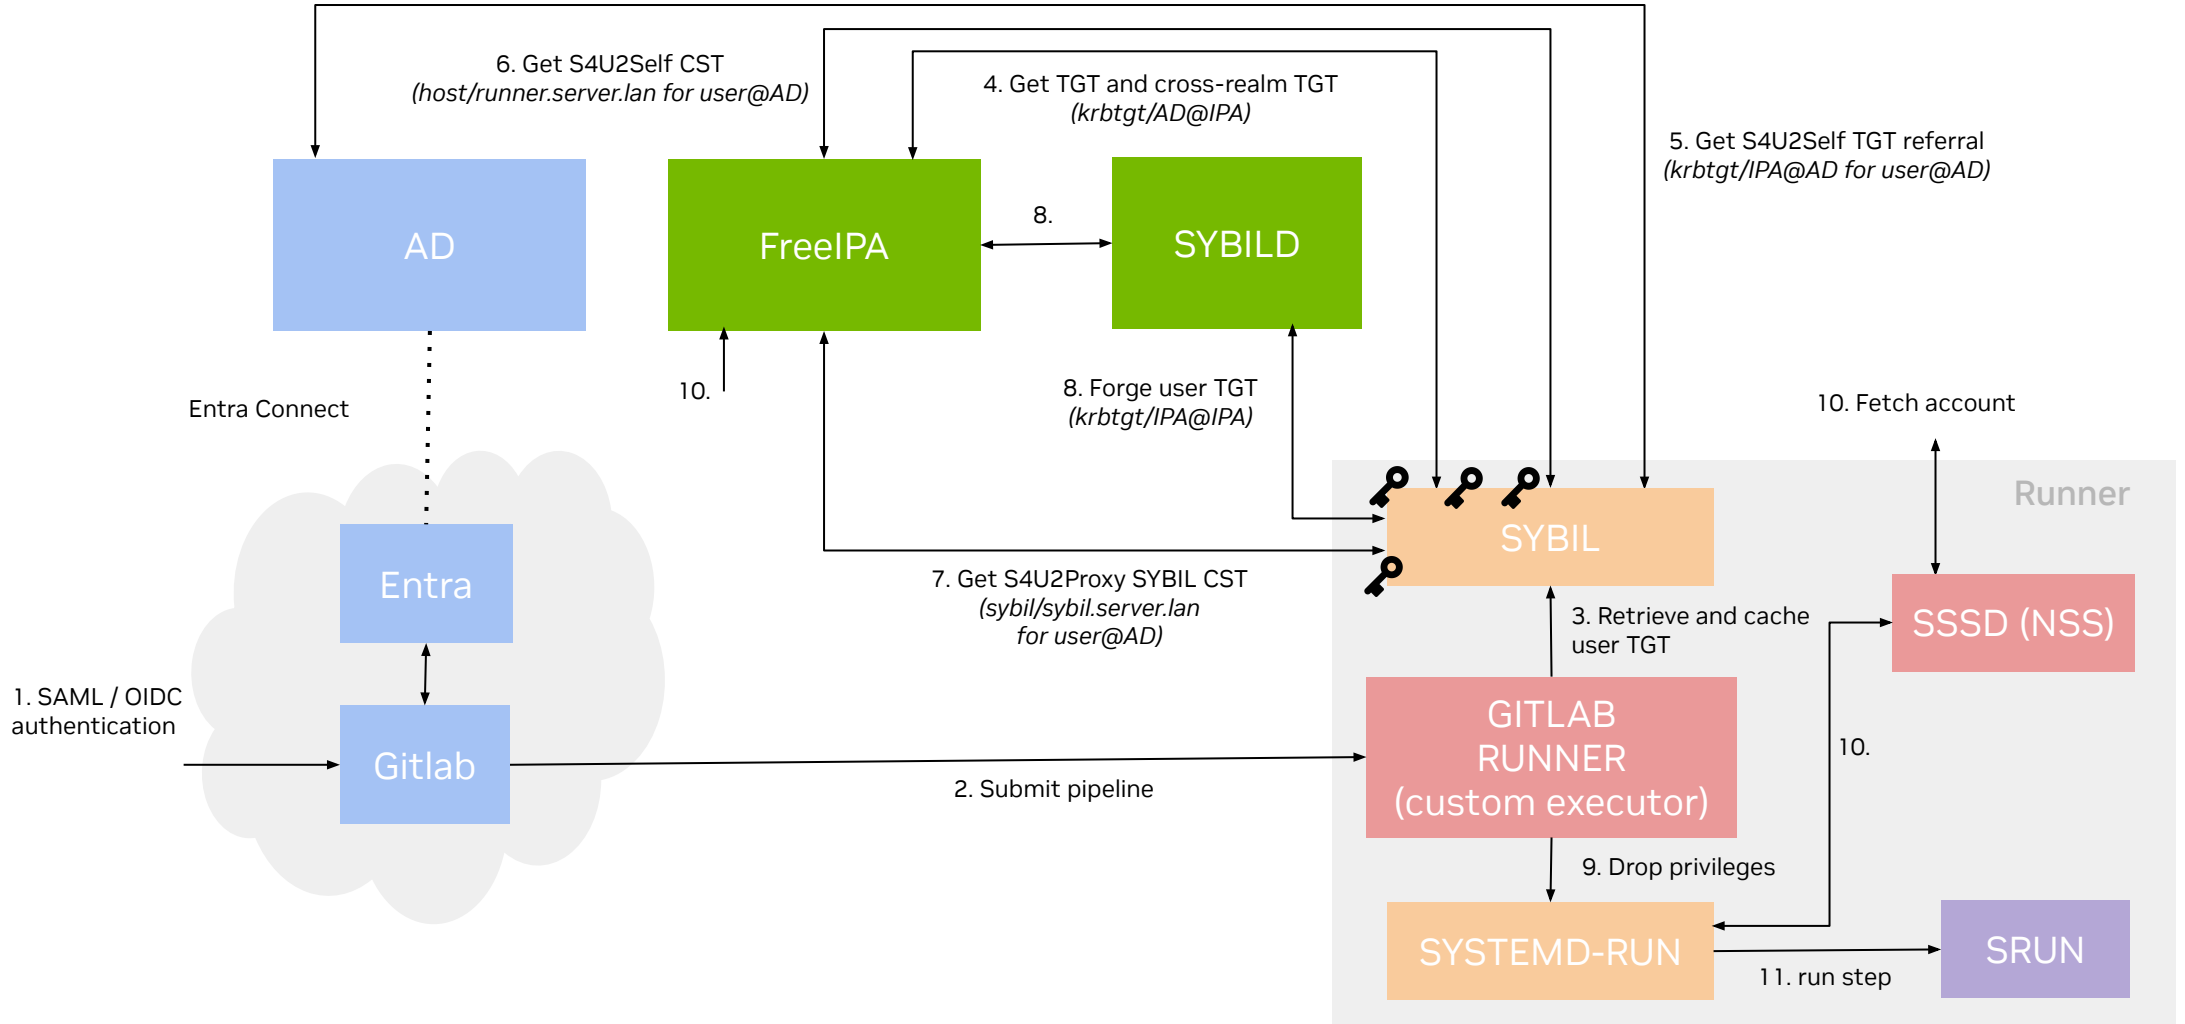 6. Get S4U2Self CST
(host/runner.server.lan for user@AD)
4. Get TGT and cross-realm TGT
(krbtgt/AD@IPA)
5. Get S4U2Self TGT referral
(krbtgt/IPA@AD for user@AD)
AD
FreeIPA
8.
SYBILD
10.
8. Forge user TGT
(krbtgt/IPA@IPA)
Entra Connect
10. Fetch account
Runner
SYBIL
Entra
7. Get S4U2Proxy SYBIL CST
(sybil/sybil.server.lan
for user@AD)
3. Retrieve and cache
user TGT
SSSD (NSS)
1. SAML / OIDC
authentication
Gitlab
2. Submit pipeline
GITLAB
RUNNER
(custom executor)
10.
9. Drop privileges
SYSTEMD-RUN
11. run step
SRUN